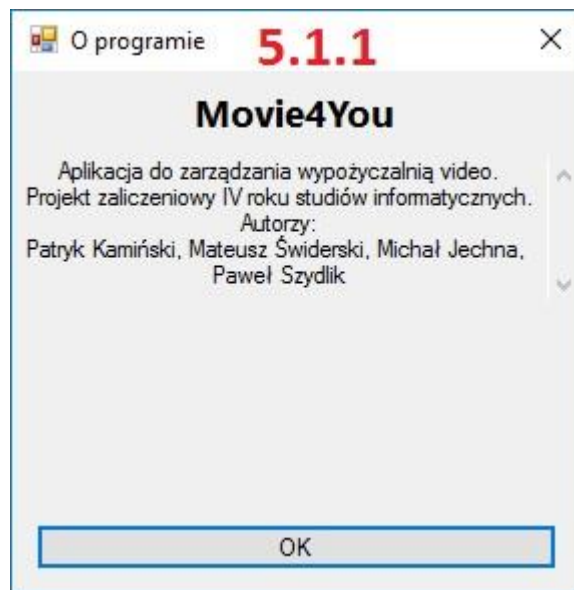 O programie 5.1.1
Movie4You
Aplikacja do zarządzania wypożyczalnią video.
Projekt zaliczeniowy IV roku studiów informatycznych.
Autorzy:
Patryk Kamiński, Mateusz Świderski, Michał Jechna,
Paweł Szydlik
OK